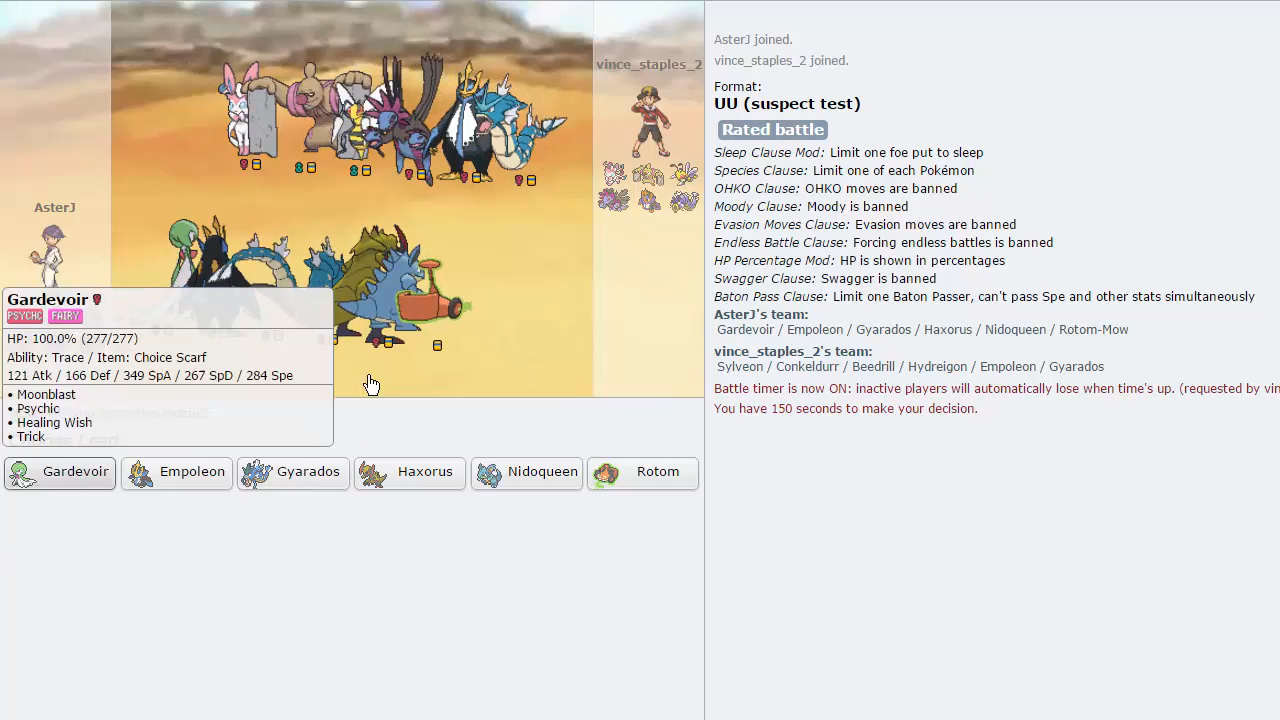 vince_staples_2
AsterJ
Gardevoir
PSYCHC FAIRY
HP: 100.0% (277/277)
Ability: Trace / Item: Choice Scarf
121 Atk / 166 Def / 349 SpA / 267 SpD / 284 Spe
• Moonblast
• Psychic
• Healing Wish
• Trick
Gardevoir Empoleon Gyarados Haxorus Nidoqueen Rotom
AsterJ joined.
vince_staples_2 joined.
Format:
UU (suspect test)
Rated battle
Sleep Clause Mod: Limit one foe put to sleep
Species Clause: Limit one of each Pokémon
OHKO Clause: OHKO moves are banned
Moody Clause: Moody is banned
Evasion Moves Clause: Evasion moves are banned
Endless Battle Clause: Forcing endless battles is banned
HP Percentage Mod: HP is shown in percentages
Swagger Clause: Swagger is banned
Baton Pass Clause: Limit one Baton Passer, can't pass Spe and other stats simultaneously
AsterJ's team:
Gardevoir / Empoleon / Gyarados / Haxorus / Nidoqueen / Rotom-Mow
vince_staples_2's team:
Sylveon / Conkeldurr / Beedrill / Hydreigon / Empoleon / Gyarados
Battle timer is now ON: inactive players will automatically lose when time's up. (requested by vin
You have 150 seconds to make your decision.